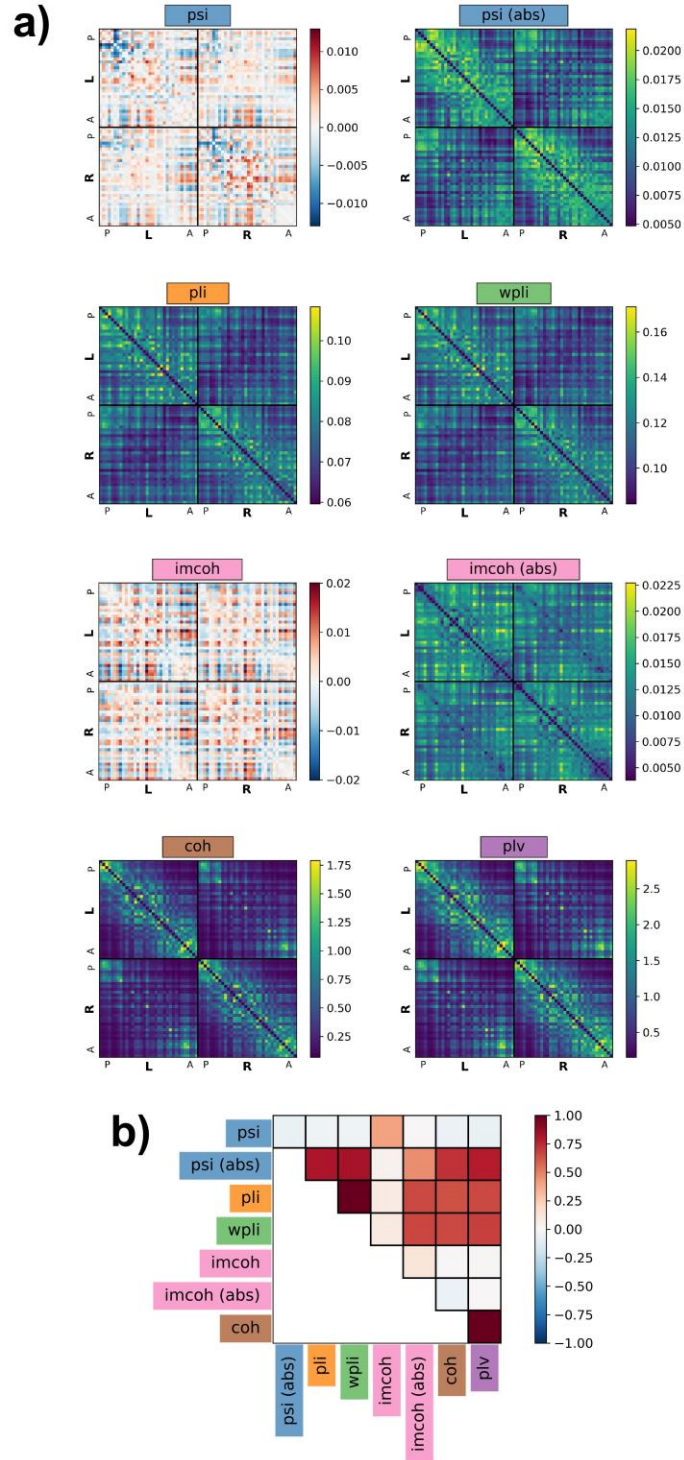 a)
psi
psi (abs)
P
L
A
P
R
A
P L A P R A
0.010
0.005
0.000
−0.005
−0.010
P
L
A
P
R
A
P L A P R A
0.0200
0.0175
0.0150
0.0125
0.0100
0.0075
0.0050
pli
wpli
P
L
A
P
R
A
P L A P R A
0.10
0.09
0.08
0.07
0.06
P
L
A
P
R
A
P L A P R A
0.16
0.14
0.12
0.10
imcoh
imcoh (abs)
P
L
A
P
R
A
P L A P R A
0.02
0.01
0.00
−0.01
−0.02
P
L
A
P
R
A
P L A P R A
0.0225
0.0200
0.0175
0.0150
0.0125
0.0100
0.0075
0.0050
coh
plv
P
L
A
P
R
A
P L A P R A
1.75
1.50
1.25
1.00
0.75
0.50
0.25
P
L
A
P
R
A
P L A P R A
2.5
2.0
1.5
1.0
0.5
b)
psi
psi (abs)
pli
wpli
imcoh
imcoh (abs)
coh
psi (abs)
pli
wpli
imcoh
imcoh (abs)
coh
plv
1.00
0.75
0.50
0.25
0.00
−0.25
−0.50
−0.75
−1.00